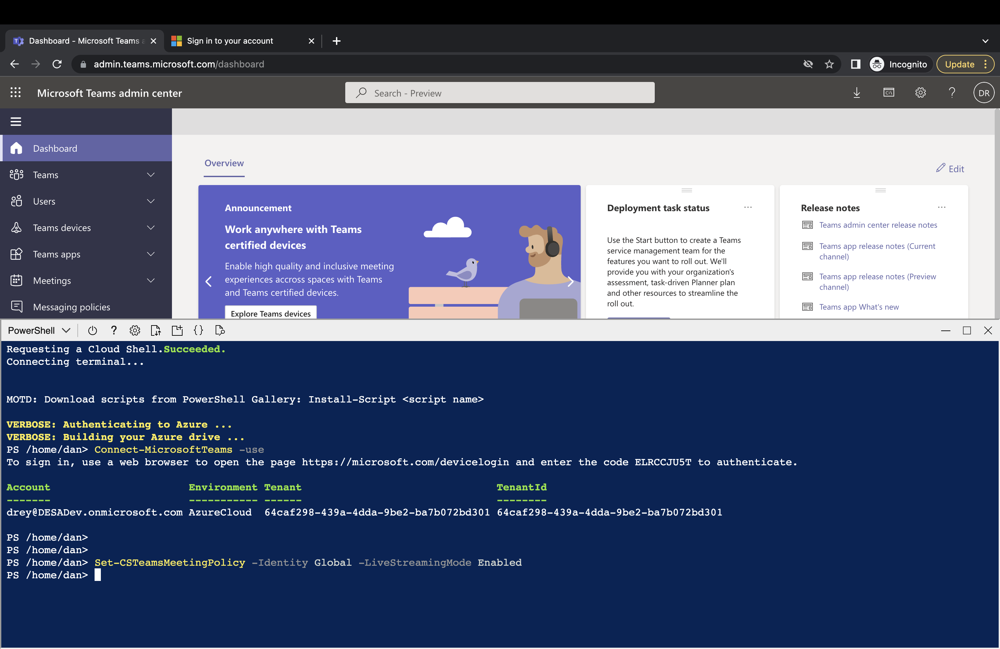 Dashboard - Microsoft Teams a
Sign in to your account
admin.teams.microsoft.com/dashboard
Incognito
Update
Microsoft Teams admin center
Search - Preview
C:\
DR
Dashboard
Teams
Users
Teams devices
Teams apps
Meetings
Messaging policies
Overview
Edit
Announcement
Work anywhere with Teams
certified devices
Enable high quality and inclusive meeting
experiences accross spaces with Teams
and Teams certified devices.
Explore Teams devices
Deployment task status
Use the Start button to create a Teams
service management team for the
features you want to roll out. We'll
provide you with your organization's
assessment, task-driven Planner plan
and other resources to streamline the
roll out.
Release notes
Teams admin center release notes
Teams app release notes (Current
channel)
Teams app release notes (Preview
channel)
Teams app What's new
PowerShell
Requesting a Cloud Shell.Succeeded.
Connecting terminal...
MOTD: Download scripts from PowerShell Gallery: Install-Script <script name>
VERBOSE: Authenticating to Azure ...
VERBOSE: Building your Azure drive ...
PS /home/dan> Connect-MicrosoftTeams -use
To sign in, use a web browser to open the page https://microsoft.com/devicelogin and enter the code ELRCCJU5T to authenticate.
Account Environment Tenant TenantId
------- ----------- ------ --------
drey@DESADev.onmicrosoft.com AzureCloud 64caf298-439a-4dda-9be2-ba7b072bd301 64caf298-439a-4dda-9be2-ba7b072bd301
PS /home/dan>
PS /home/dan>
PS /home/dan> Set-CSTeamsMeetingPolicy -Identity Global -LiveStreamingMode Enabled
PS /home/dan>